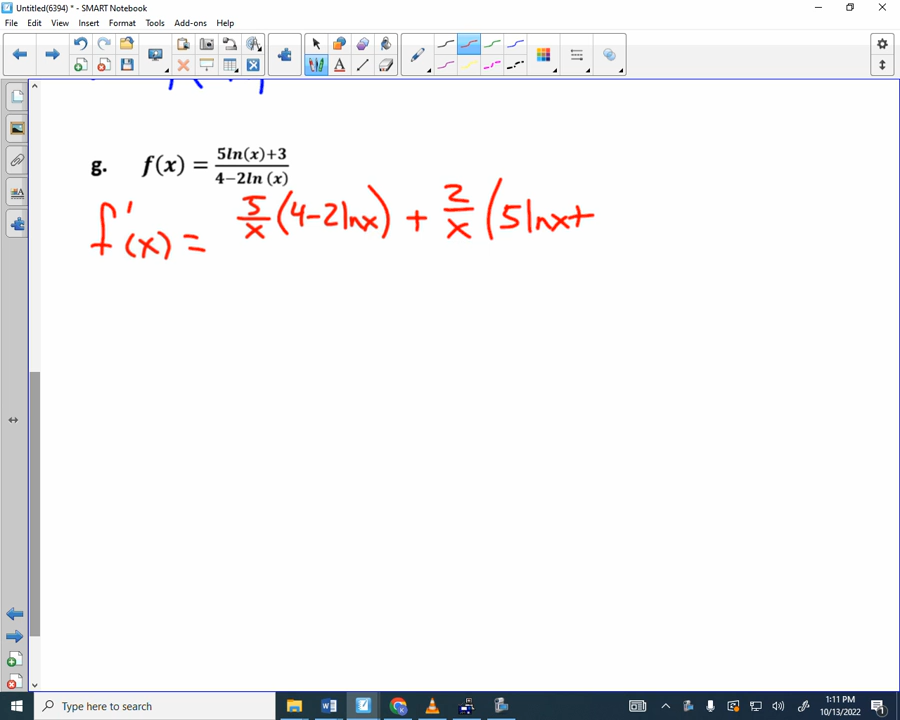 Untitled(6394) * - SMART Notebook
File Edit View Insert Format Tools Add-ons Help
g. f(x) = 5ln(x)+3 / 4−2ln (x)
f'(x) = 5/x (4-2lnx) + 2/x (5lnx+
Type here to search
1:11 PM
10/13/2022
1